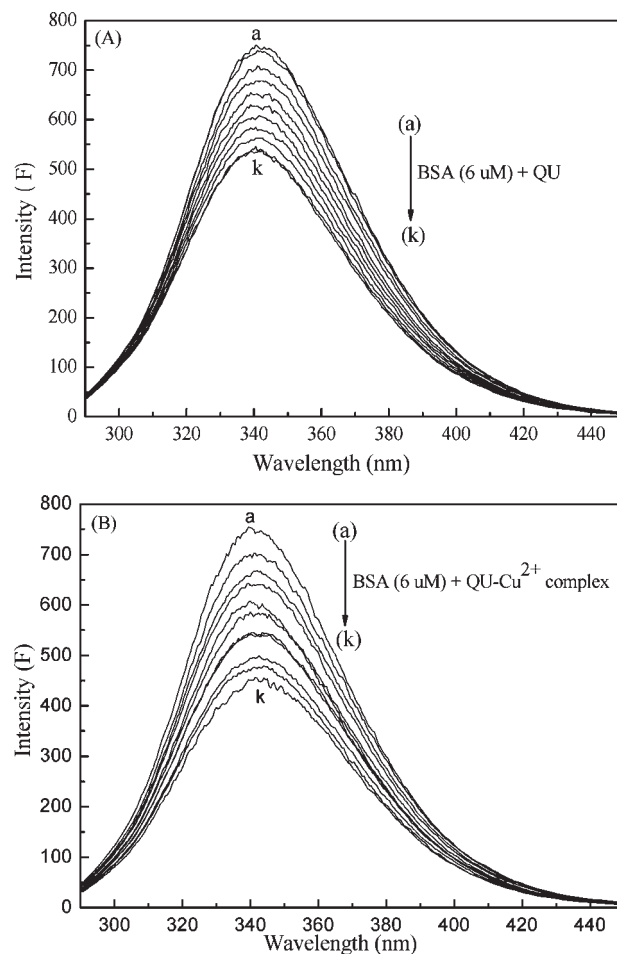 (A)
800
700
600
500
400
300
200
100
0
Intensity ( F)
a
k
(a)
BSA (6 uM) + QU
(k)
300 320 340 360 380 400 420 440
Wavelength (nm)
(B)
800
700
600
500
400
300
200
100
0
Intensity (F)
a
k
(a)
BSA (6 uM) + QU-Cu²⁺ complex
(k)
300 320 340 360 380 400 420 440
Wavelength (nm)